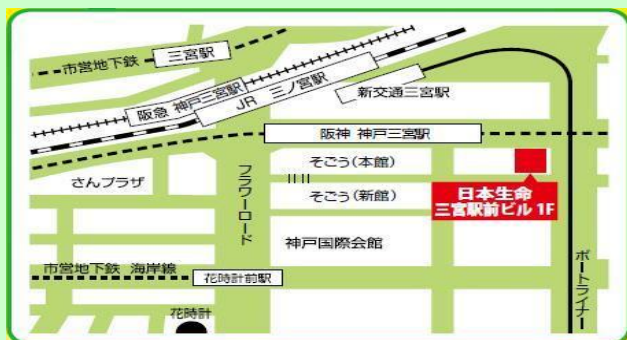 市営地下鉄
三宮駅
阪急 神戸三宮駅
JR 三ノ宮駅
新交通三宮駅
阪神 神戸三宮駅
さんプラザ
フラワーロード
そごう(本館)
そごう(新館)
日本生命
三宮駅前ビル 1F
神戸国際会館
市営地下鉄 海岸線
花時計前駅
ポートライナー
花時計